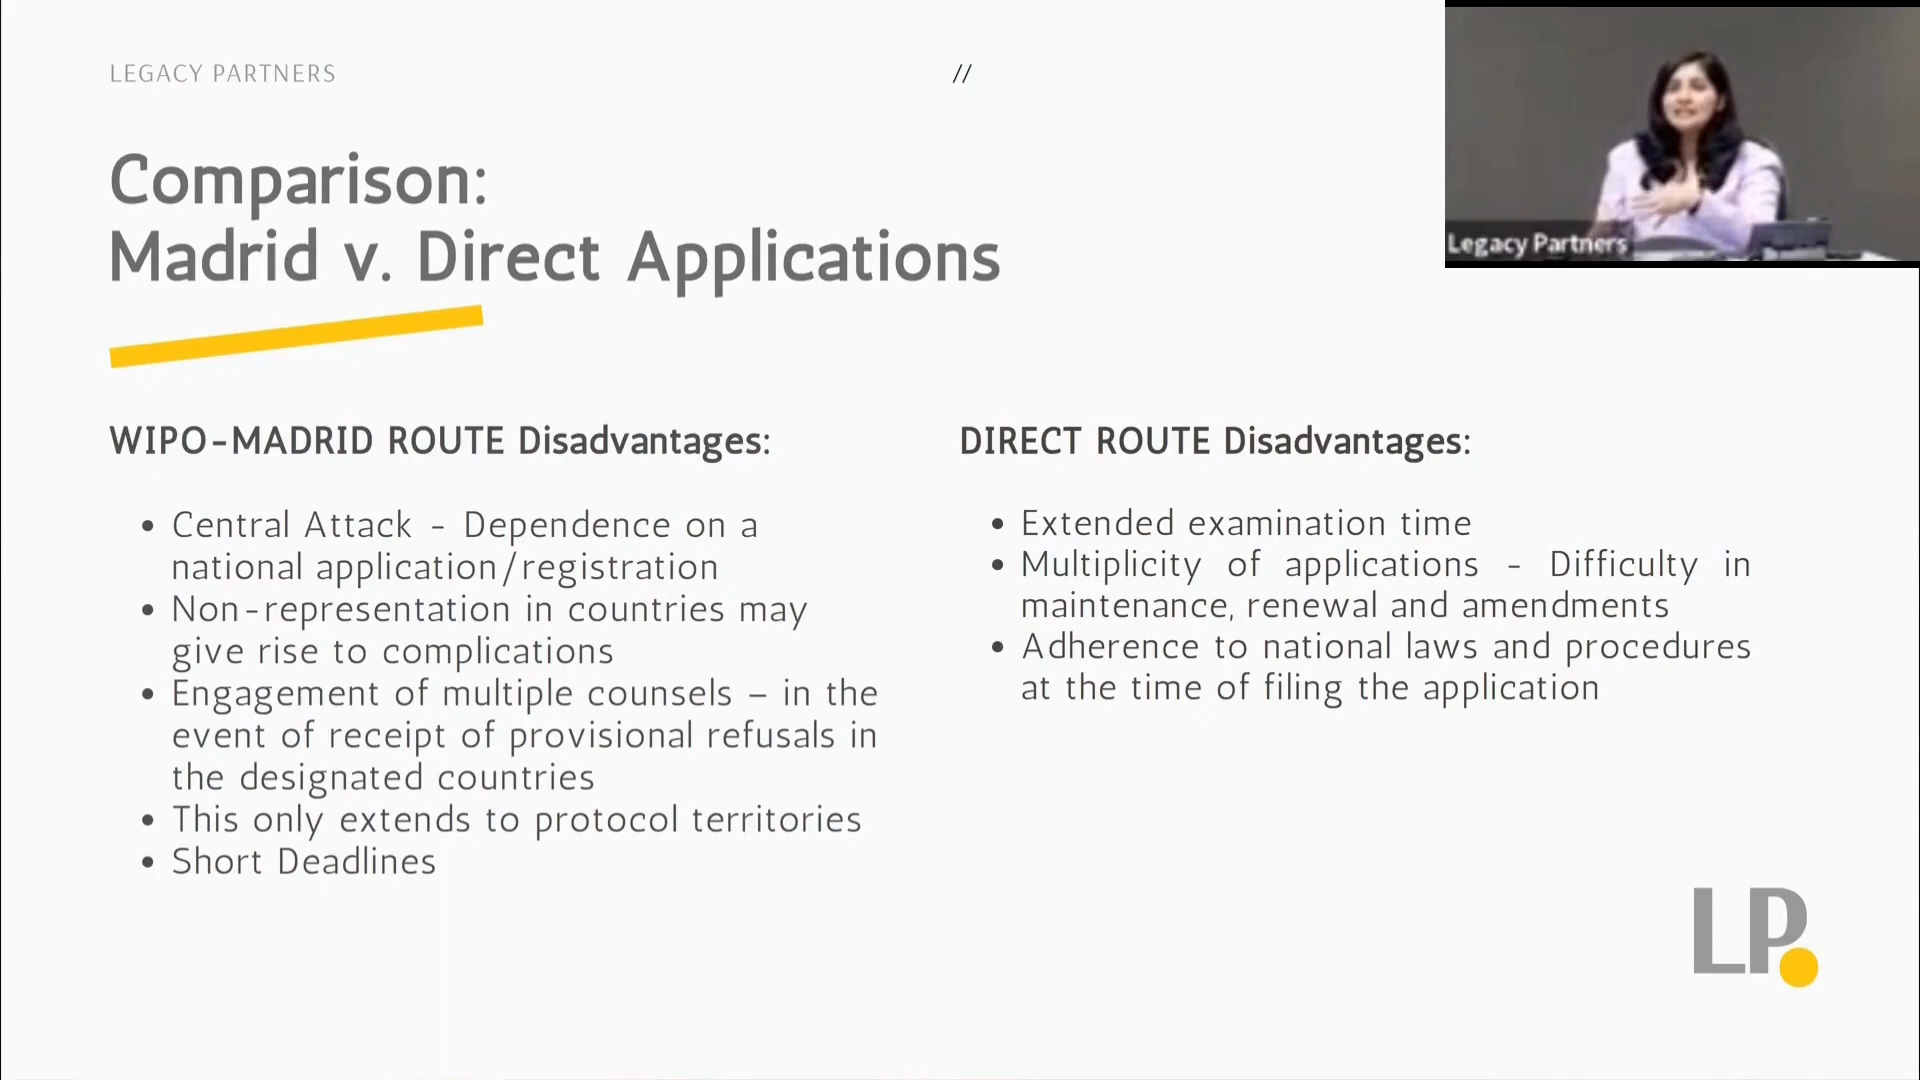 LEGACY PARTNERS
//
Legacy Partners
Comparison:
Madrid v. Direct Applications
WIPO-MADRID ROUTE Disadvantages:
• Central Attack - Dependence on a
national application/registration
• Non-representation in countries may
give rise to complications
• Engagement of multiple counsels – in the
event of receipt of provisional refusals in
the designated countries
• This only extends to protocol territories
• Short Deadlines
DIRECT ROUTE Disadvantages:
• Extended examination time
• Multiplicity of applications - Difficulty in
maintenance, renewal and amendments
• Adherence to national laws and procedures
at the time of filing the application
LP.